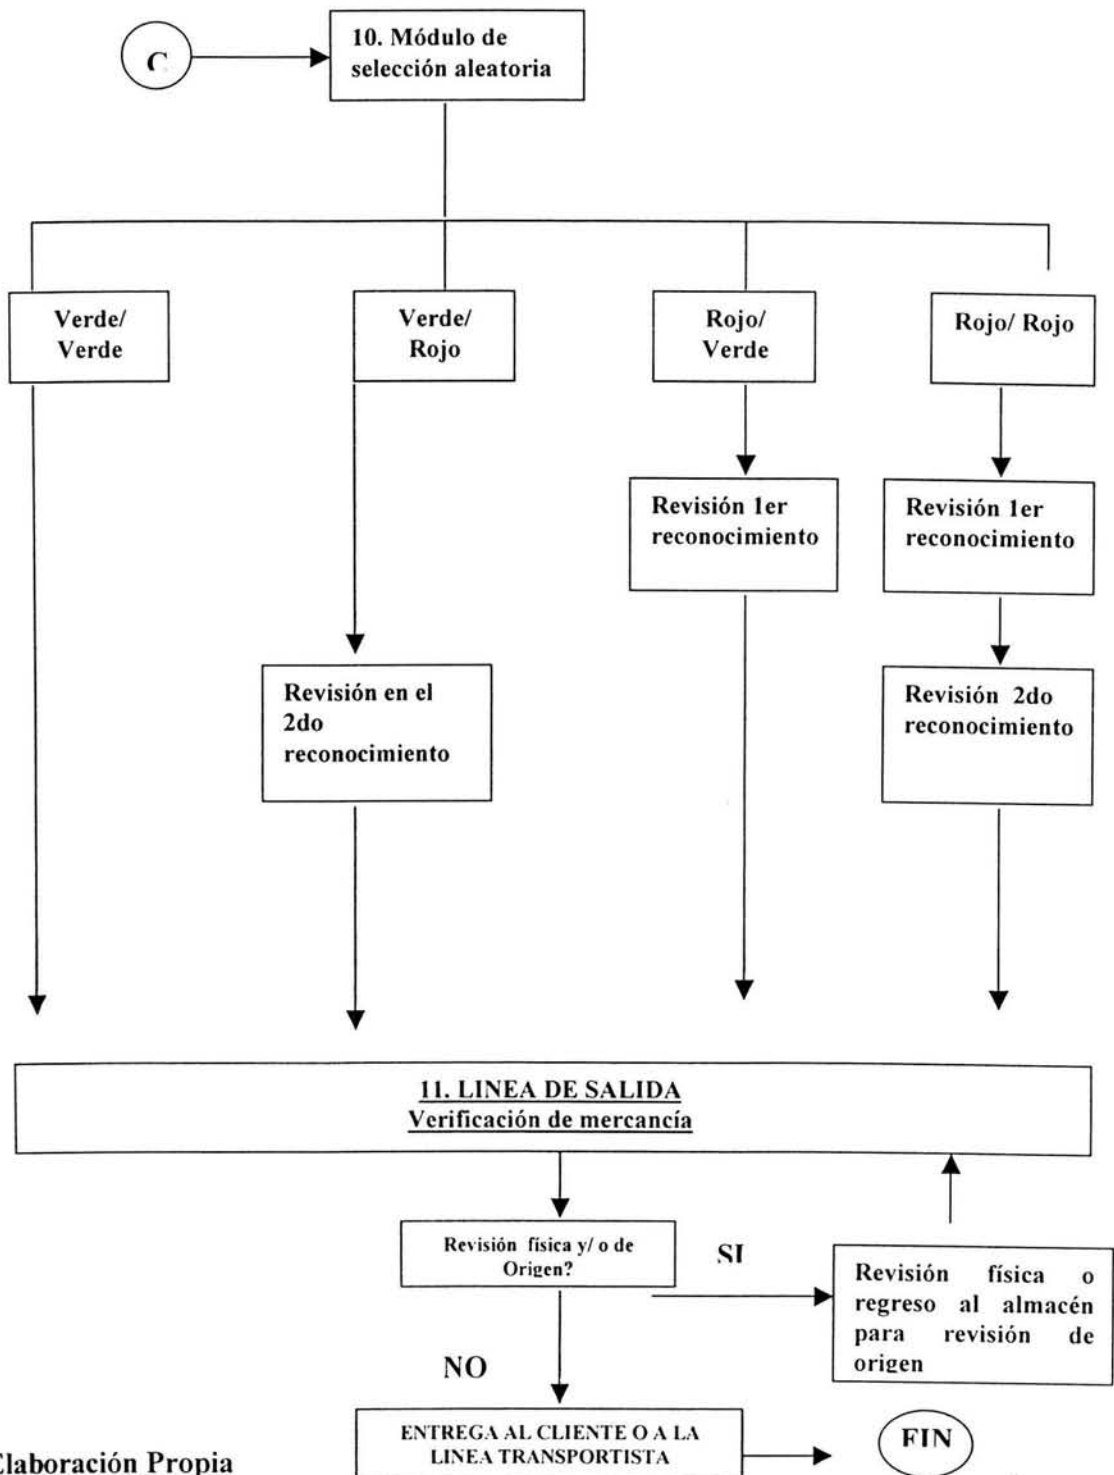 C
10. Módulo de
selección aleatoria
Verde/
Verde
Verde/
Rojo
Rojo/
Verde
Rojo/ Rojo
Revisión 1er
reconocimiento
Revisión 1er
reconocimiento
Revisión en el
2do
reconocimiento
Revisión 2do
reconocimiento
11. LINEA DE SALIDA
Verificación de mercancía
Revisión física y/ o de
Origen?
SI
Revisión física o
regreso al almacén
para revisión de
origen
NO
ENTREGA AL CLIENTE O A LA
LINEA TRANSPORTISTA
FIN
Elaboración Propia